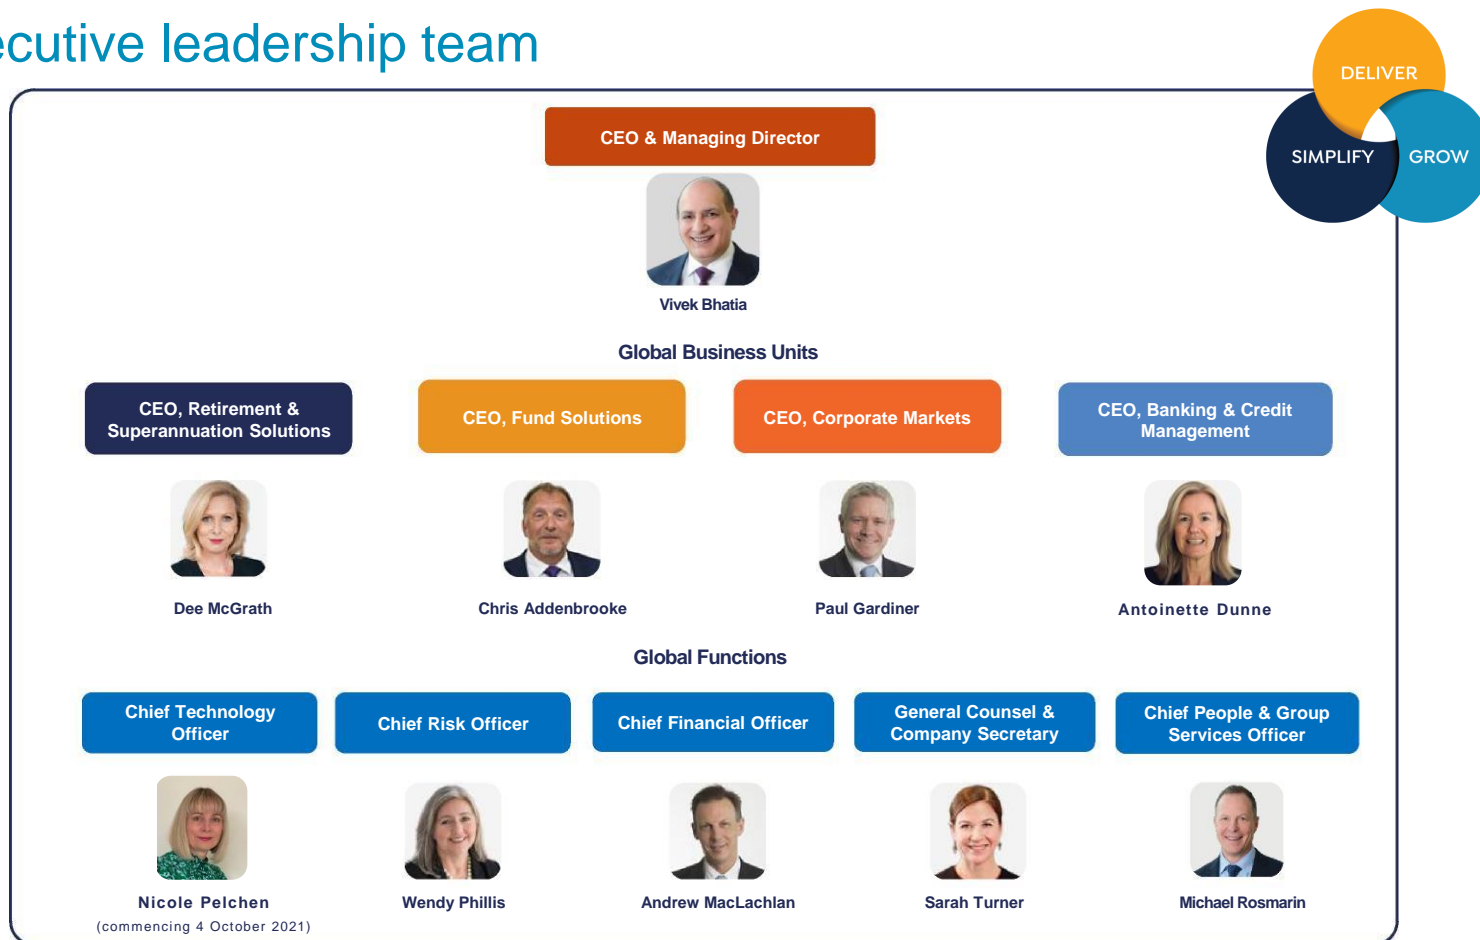 ecutive leadership team
DELIVER
SIMPLIFY
GROW
CEO & Managing Director
Vivek Bhatia
Global Business Units
CEO, Retirement &
Superannuation Solutions
CEO, Fund Solutions
CEO, Corporate Markets
CEO, Banking & Credit
Management
Dee McGrath
Chris Addenbrooke
Paul Gardiner
Antoinette Dunne
Global Functions
Chief Technology
Officer
Chief Risk Officer
Chief Financial Officer
General Counsel &
Company Secretary
Chief People & Group
Services Officer
Nicole Pelchen
(commencing 4 October 2021)
Wendy Phillis
Andrew MacLachlan
Sarah Turner
Michael Rosmarin